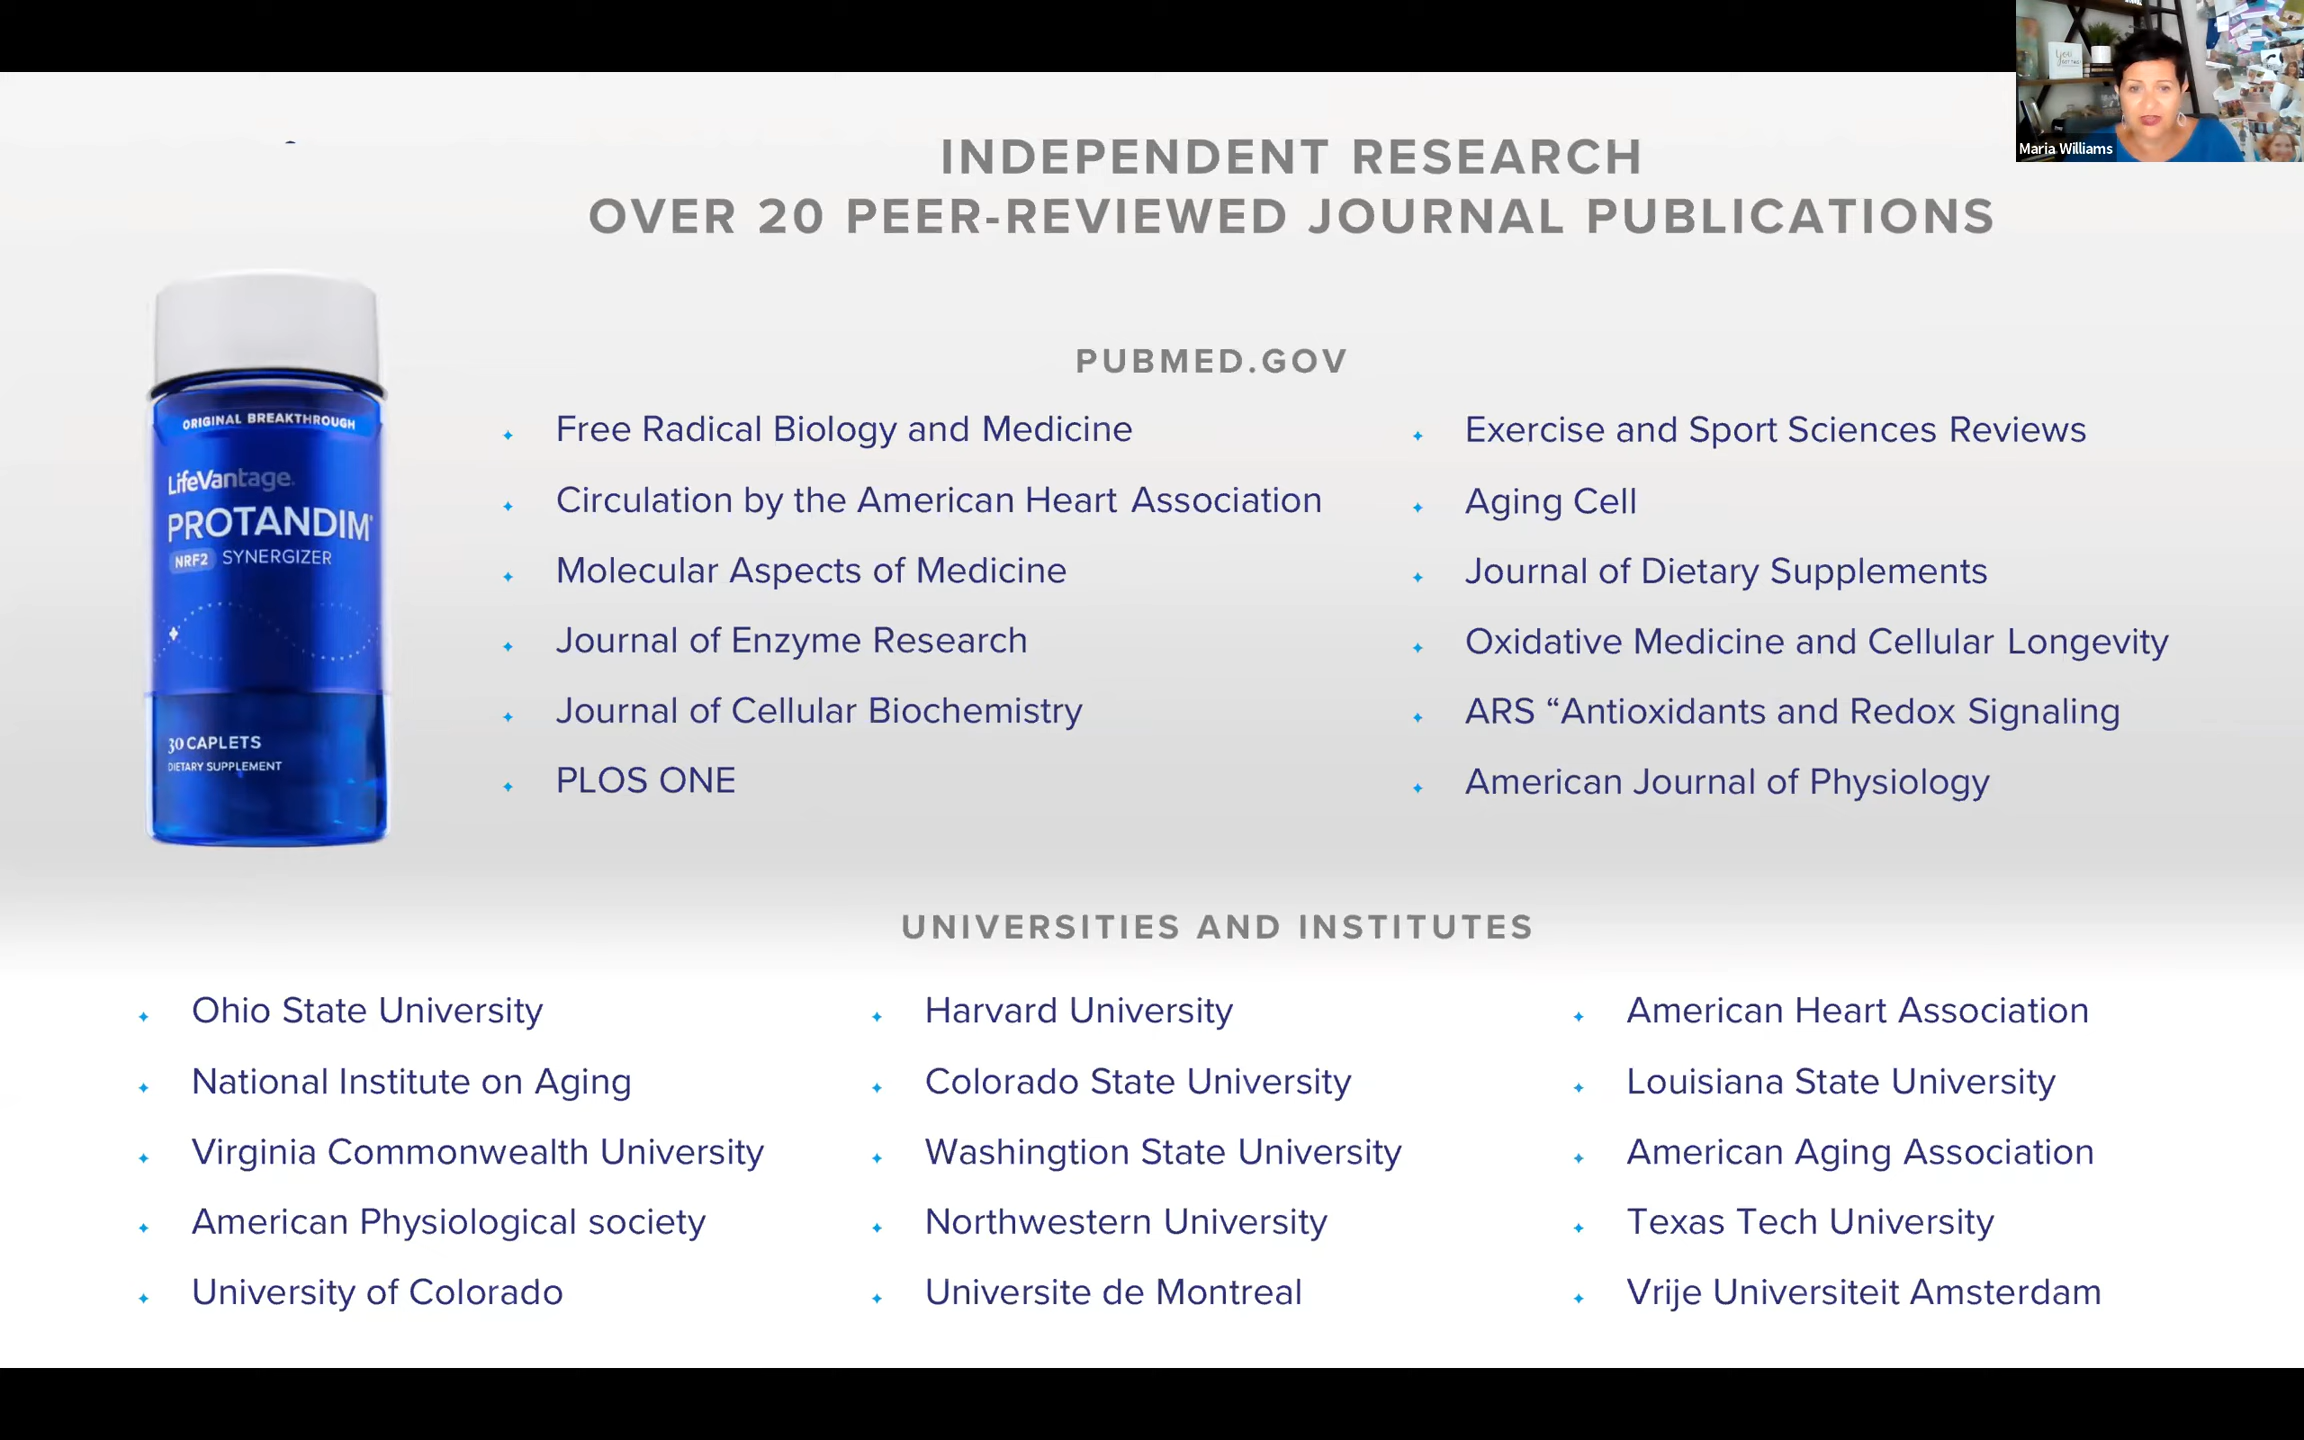 Maria Williams
INDEPENDENT RESEARCH
OVER 20 PEER-REVIEWED JOURNAL PUBLICATIONS
ORIGINAL BREAKTHROUGH
LifeVantage
PROTANDIM®
NRF2 SYNERGIZER
30 CAPLETS
DIETARY SUPPLEMENT
PUBMED.GOV
Free Radical Biology and Medicine
Circulation by the American Heart Association
Molecular Aspects of Medicine
Journal of Enzyme Research
Journal of Cellular Biochemistry
PLOS ONE
Exercise and Sport Sciences Reviews
Aging Cell
Journal of Dietary Supplements
Oxidative Medicine and Cellular Longevity
ARS “Antioxidants and Redox Signaling
American Journal of Physiology
UNIVERSITIES AND INSTITUTES
Ohio State University
National Institute on Aging
Virginia Commonwealth University
American Physiological society
University of Colorado
Harvard University
Colorado State University
Washingtion State University
Northwestern University
Universite de Montreal
American Heart Association
Louisiana State University
American Aging Association
Texas Tech University
Vrije Universiteit Amsterdam